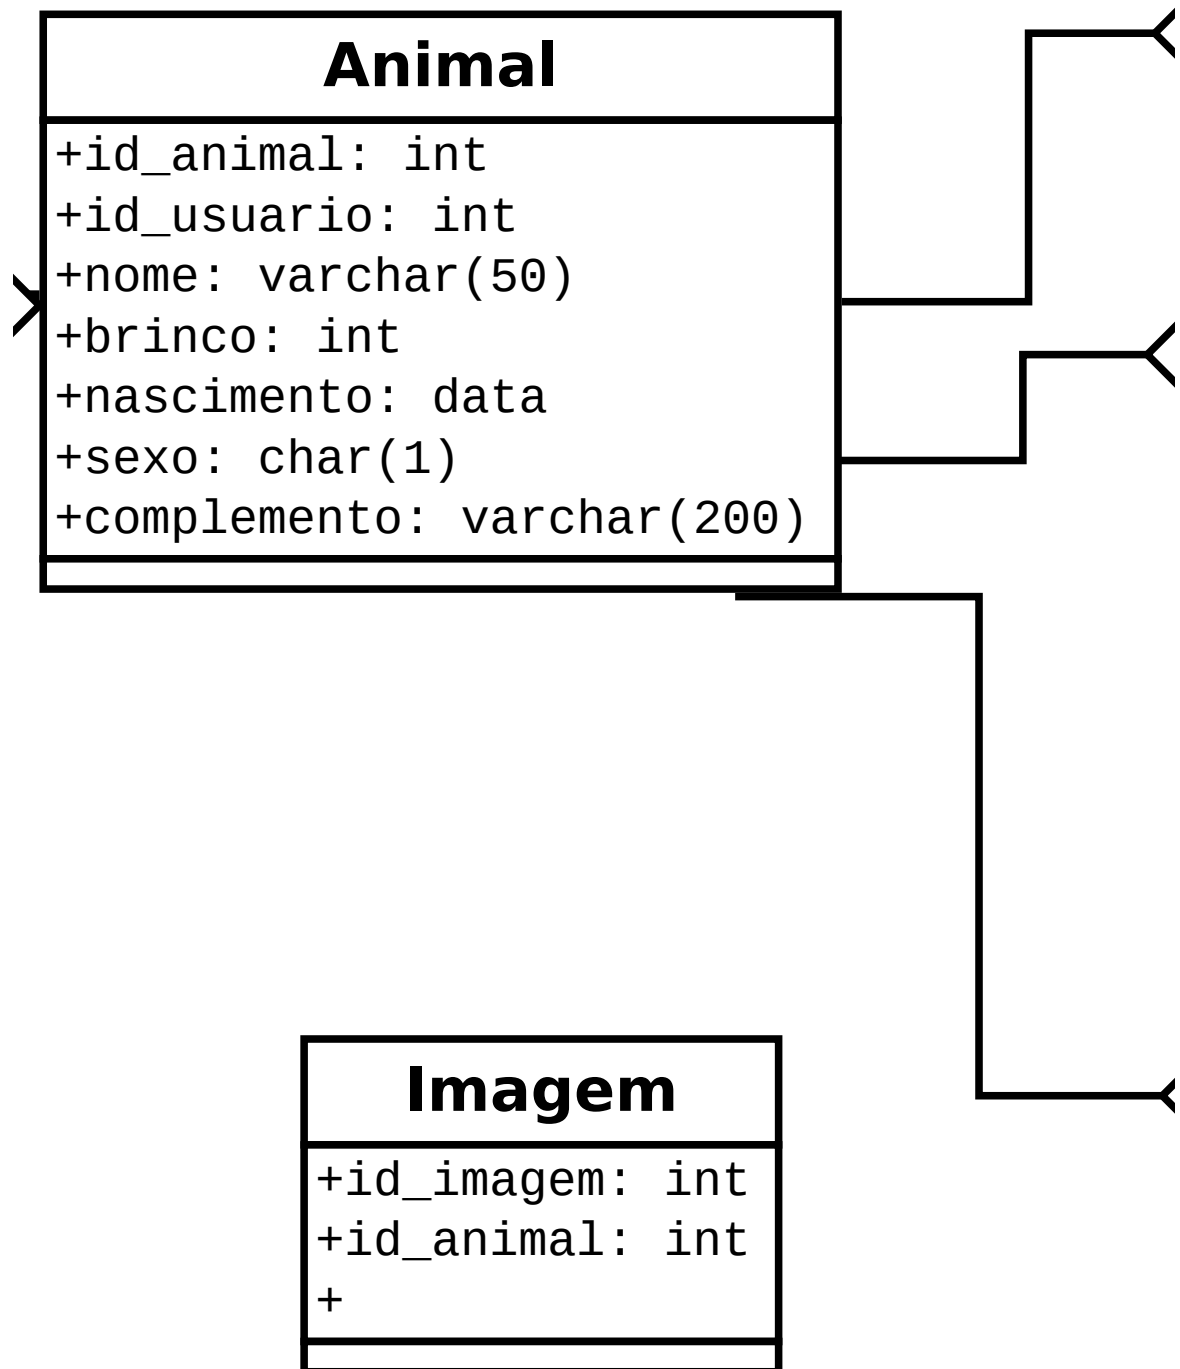 Animal
+id_animal: int
+id_usuario: int
+nome: varchar(50)
+brinco: int
+nascimento: data
+sexo: char(1)
+complemento: varchar(200)
Imagem
+id_imagem: int
+id_animal: int
+